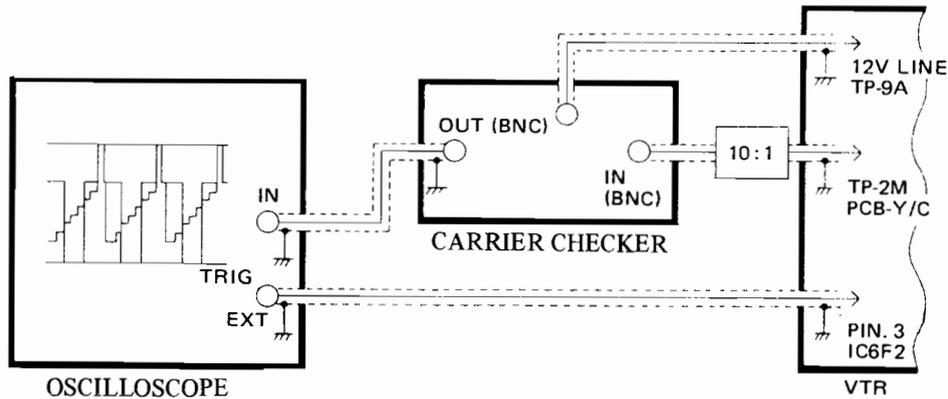 12V LINE
TP-9A
OUT (BNC)
IN
(BNC)
10:1
TP-2M
PCB-Y/C
CARRIER CHECKER
IN
TRIG
EXT
PIN. 3
IC6F2
OSCILLOSCOPE
VTR